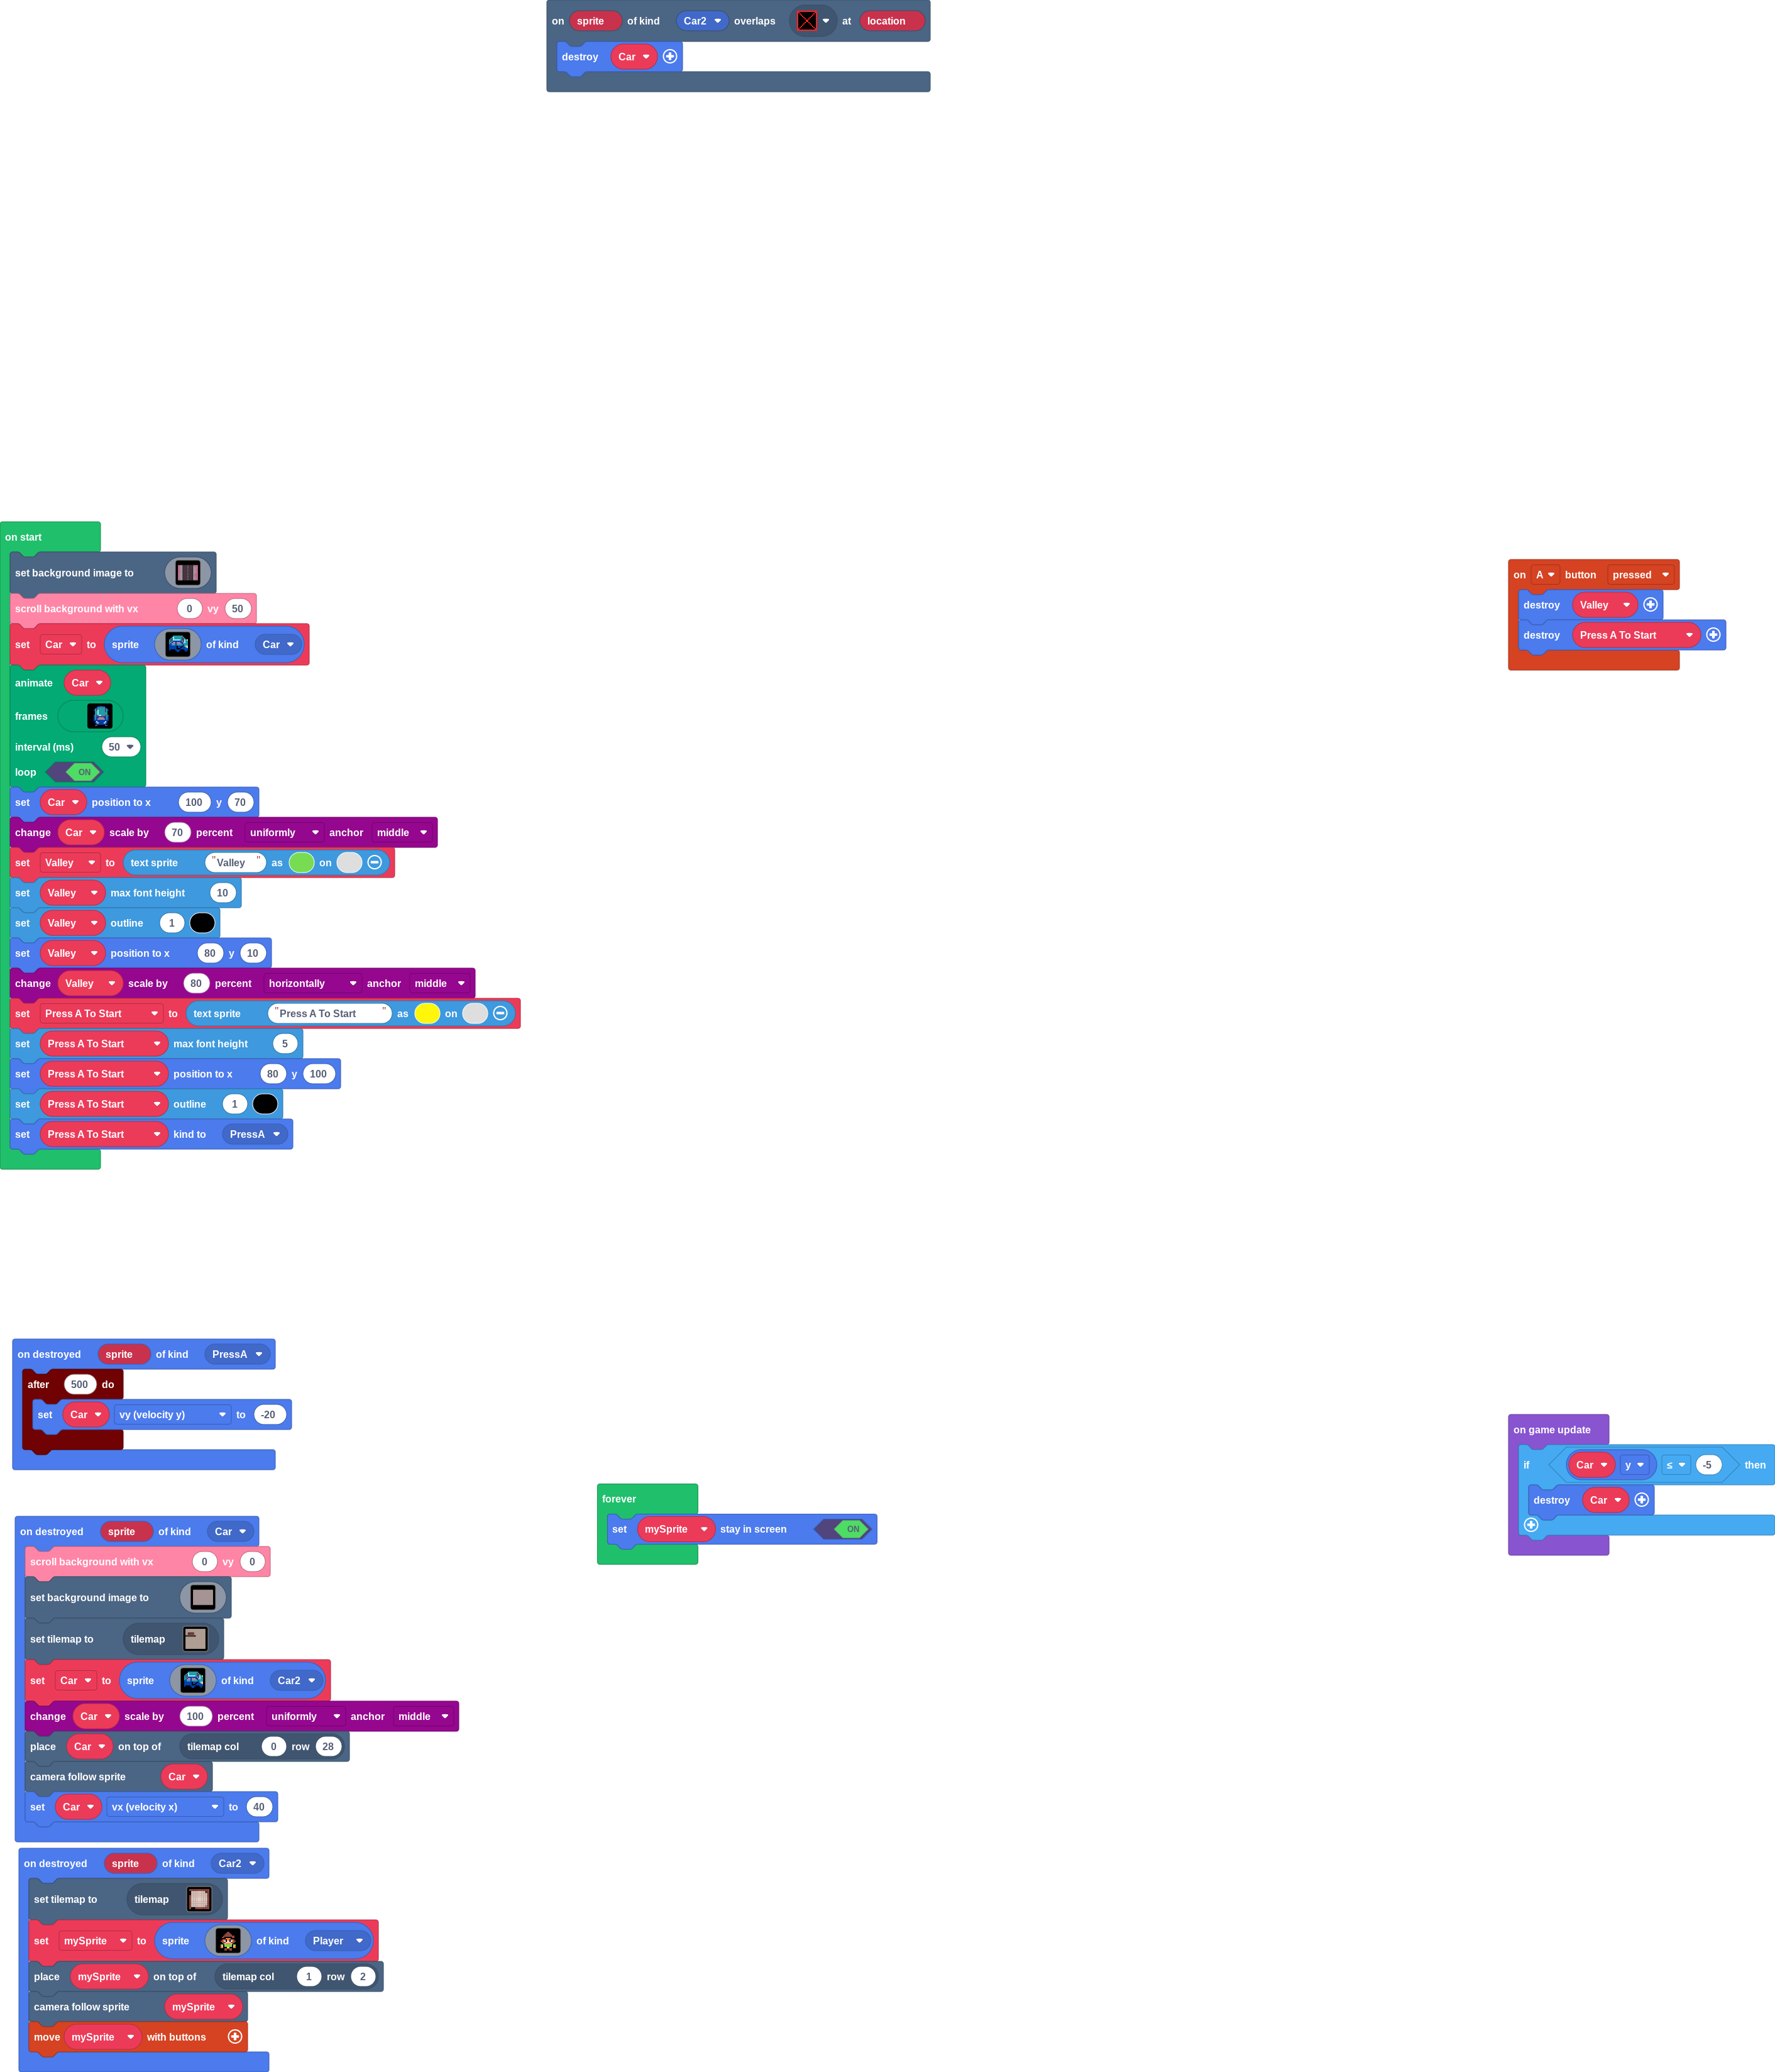 on sprite of kind Car2 overlaps at location
destroy Car
on start
set background image to
scroll background with vx 0 vy 50
set Car to sprite of kind Car
animate Car
frames
interval (ms) 50
loop ON
set Car position to x 100 y 70
change Car scale by 70 percent uniformly anchor middle
set Valley to text sprite "Valley" as on
set Valley max font height 10
set Valley outline 1
set Valley position to x 80 y 10
change Valley scale by 80 percent horizontally anchor middle
set Press A To Start to text sprite "Press A To Start" as on
set Press A To Start max font height 5
set Press A To Start position to x 80 y 100
set Press A To Start outline 1
set Press A To Start kind to PressA
on A button pressed
destroy Valley
destroy Press A To Start
on destroyed sprite of kind PressA
after 500 do
set Car vy (velocity y) to -20
on destroyed sprite of kind Car
scroll background with vx 0 vy 0
set background image to
set tilemap to tilemap
set Car to sprite of kind Car2
change Car scale by 100 percent uniformly anchor middle
place Car on top of tilemap col 0 row 28
camera follow sprite Car
set Car vx (velocity x) to 40
on destroyed sprite of kind Car2
set tilemap to tilemap
set mySprite to sprite of kind Player
place mySprite on top of tilemap col 1 row 2
camera follow sprite mySprite
move mySprite with buttons
forever
set mySprite stay in screen ON
on game update
if Car y ≤ -5 then
destroy Car